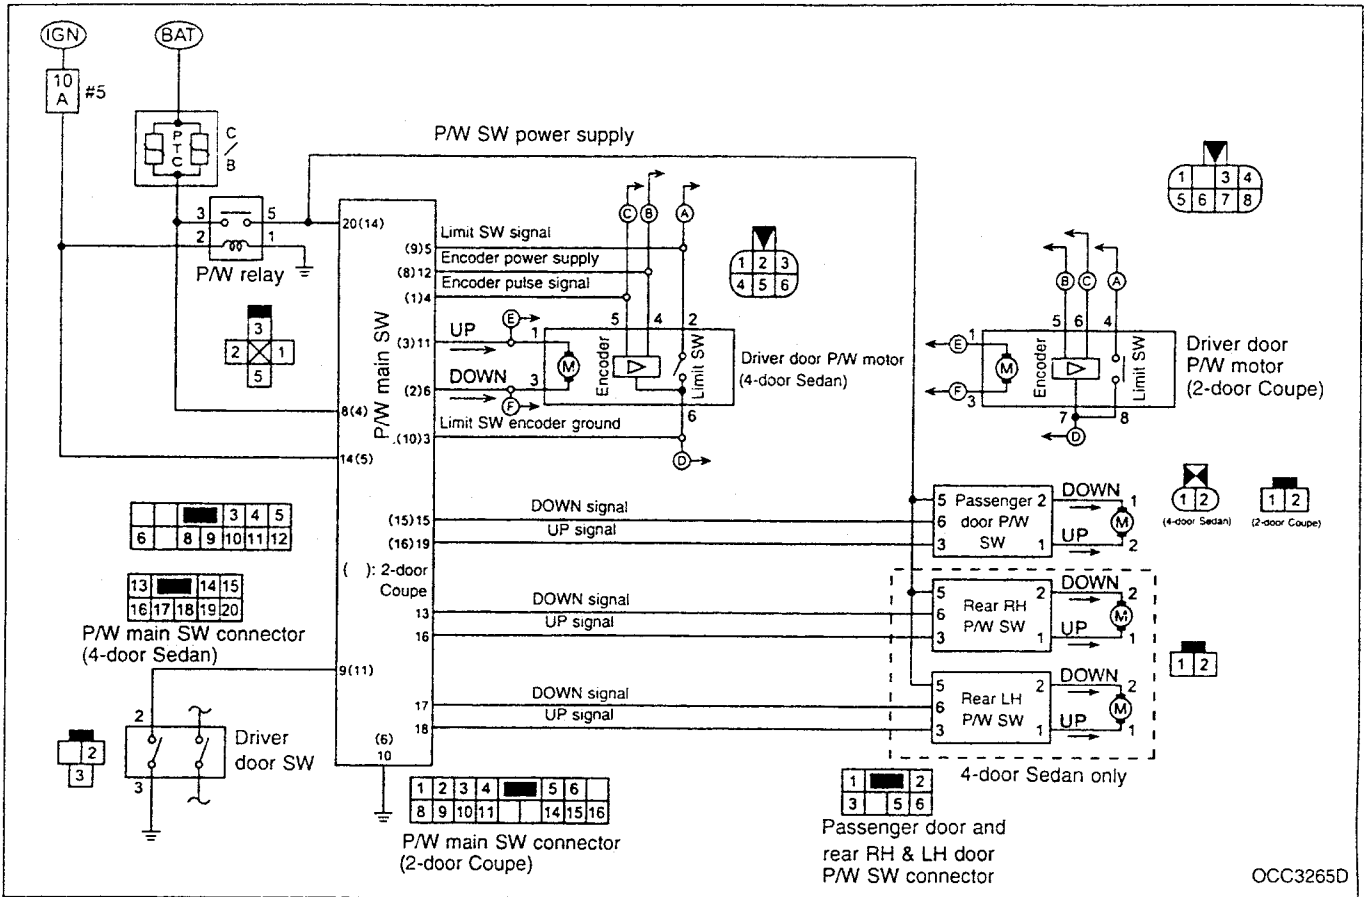 IGN
BAT
10
A
#5
P
T
C
C
/
B
P/W SW power supply
3
5
2
1
P/W relay
3
2
1
5
20(14)
8(4)
14(5)
9(11)
P/W main SW
(9)5
Limit SW signal
(8)12
Encoder power supply
(1)4
Encoder pulse signal
(3)11
UP
(2)6
DOWN
(10)3
Limit SW encoder ground
C
B
A
E
F
1
3
M
5
4
2
Encoder
Limit SW
6
D
Driver door P/W motor
(4-door Sedan)
1 2 3
4 5 6
1 3 4
5 6 7 8
B
C
A
5 6 4
E
1
F
3
M
Encoder
Limit SW
7 8
D
Driver door
P/W motor
(2-door Coupe)
(15)15
DOWN signal
(16)19
UP signal
5
6
3
Passenger
door P/W
SW
2
1
DOWN
UP
M
1
2
1 2
(4-door Sedan)
1 2
(2-door Coupe)
( ): 2-door
Coupe
13
DOWN signal
16
UP signal
5
6
3
Rear RH
P/W SW
2
1
DOWN
UP
M
2
1
1 2
17
DOWN signal
18
UP signal
5
6
3
Rear LH
P/W SW
2
1
DOWN
UP
M
2
1
4-door Sedan only
3 4 5
6 8 9 10 11 12
13 14 15
16 17 18 19 20
P/W main SW connector
(4-door Sedan)
2
3
Driver
door SW
2
3
(6)
10
1 2 3 4 5 6
8 9 10 11 14 15 16
P/W main SW connector
(2-door Coupe)
1 2
3 5 6
Passenger door and
rear RH & LH door
P/W SW connector
OCC3265D